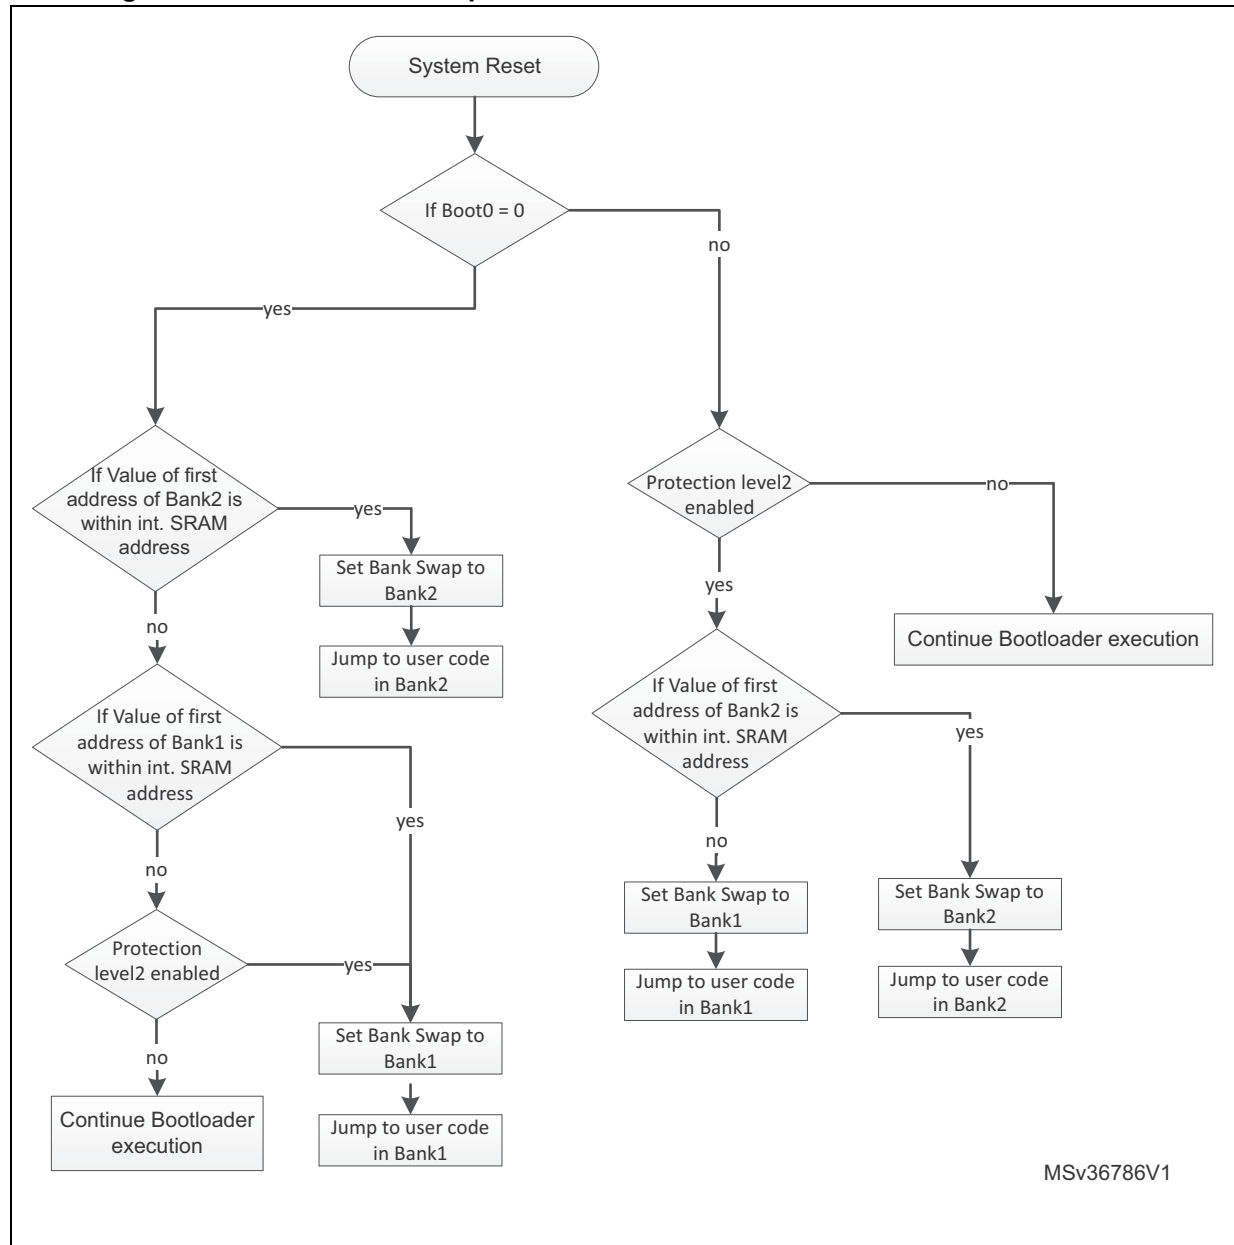 System Reset
If Boot0 = 0
no
yes
If Value of first
address of Bank2 is
within int. SRAM
address
yes
Set Bank Swap to
Bank2
Jump to user code
in Bank2
no
If Value of first
address of Bank1 is
within int. SRAM
address
yes
no
Protection
level2 enabled
yes
Set Bank Swap to
Bank1
Jump to user code
in Bank1
no
Continue Bootloader
execution
Protection level2
enabled
no
Continue Bootloader execution
yes
If Value of first
address of Bank2 is
within int. SRAM
address
yes
no
Set Bank Swap to
Bank1
Jump to user code
in Bank1
Set Bank Swap to
Bank2
Jump to user code
in Bank2
MSv36786V1